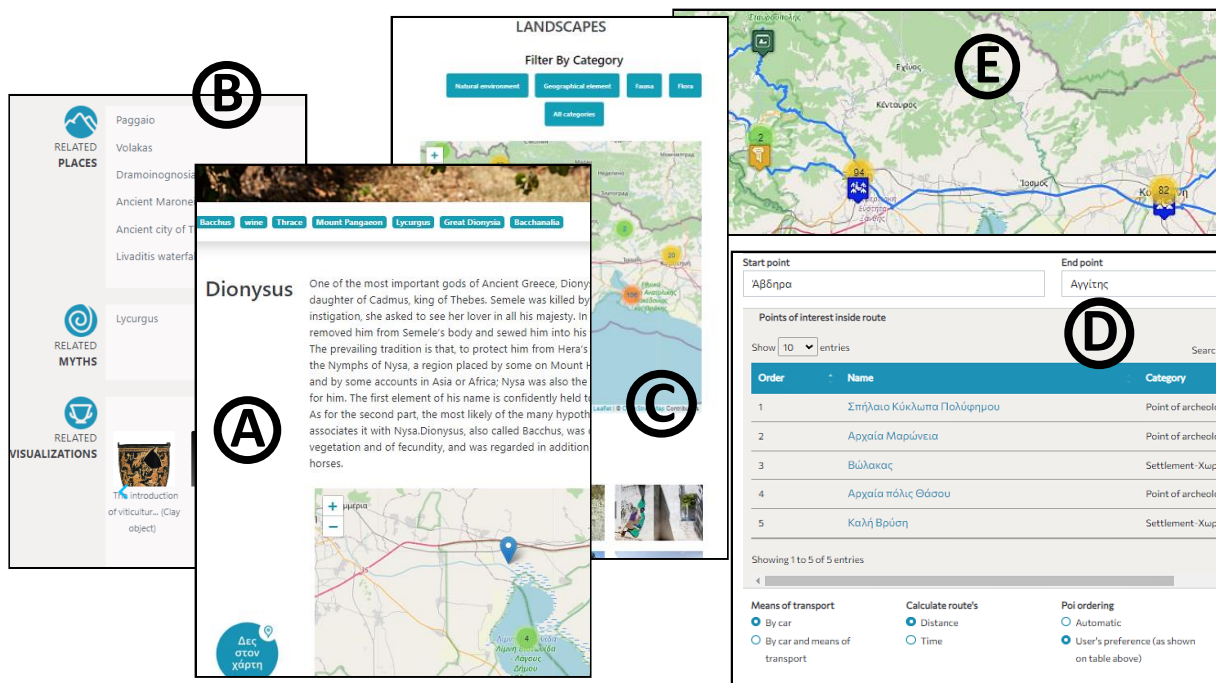 B
RELATED
PLACES
Paggaio
Volakas
Dramoinognosia
Ancient Marone
Ancient city of T
Livaditis waterfa
RELATED
MYTHS
Lycurgus
RELATED
VISUALIZATIONS
The introduction
of viticultur... (Clay
object)
Bacchus
wine
Thrace
Mount Pangaeon
Lycurgus
Great Dionysia
Bacchanalia
Dionysus
One of the most important gods of Ancient Greece, Dionys
daughter of Cadmus, king of Thebes. Semele was killed by
instigation, she asked to see her lover in all his majesty. In
removed him from Semele's body and sewed him into his
The prevailing tradition is that, to protect him from Hera's
the Nymphs of Nysa, a region placed by some on Mount H
and by some accounts in Asia or Africa; Nysa was also the
for him. The first element of his name is confidently held t
As for the second part, the most likely of the many hypoth
associates it with Nysa.Dionysus, also called Bacchus, was
vegetation and of fecundity, and was regarded in addition
horses.
A
+
−
4
Δες
στον
χάρτη
LANDSCAPES
Filter By Category
Natural environment
Geographical element
Fauna
Flora
All categories
+
2
20
106
Leaflet
C
Σταυρούπολης
Εχίνος
Κένταυρος
E
2
94
Ίασμος
82
Start point
End point
Άβδηρα
Αγγίτης
D
Points of interest inside route
Show 10 entries
Searc
Order
Name
Category
1
Σπήλαιο Κύκλωπα Πολύφημου
Point of archeolo
2
Αρχαία Μαρώνεια
Point of archeolo
3
Βώλακας
Settlement-Χωρ
4
Αρχαία πόλις Θάσου
Point of archeolo
5
Καλή Βρύση
Settlement-Χωρ
Showing 1 to 5 of 5 entries
Means of transport
By car
By car and means of
transport
Calculate route's
Distance
Time
Poi ordering
Automatic
User's preference (as shown
on table above)